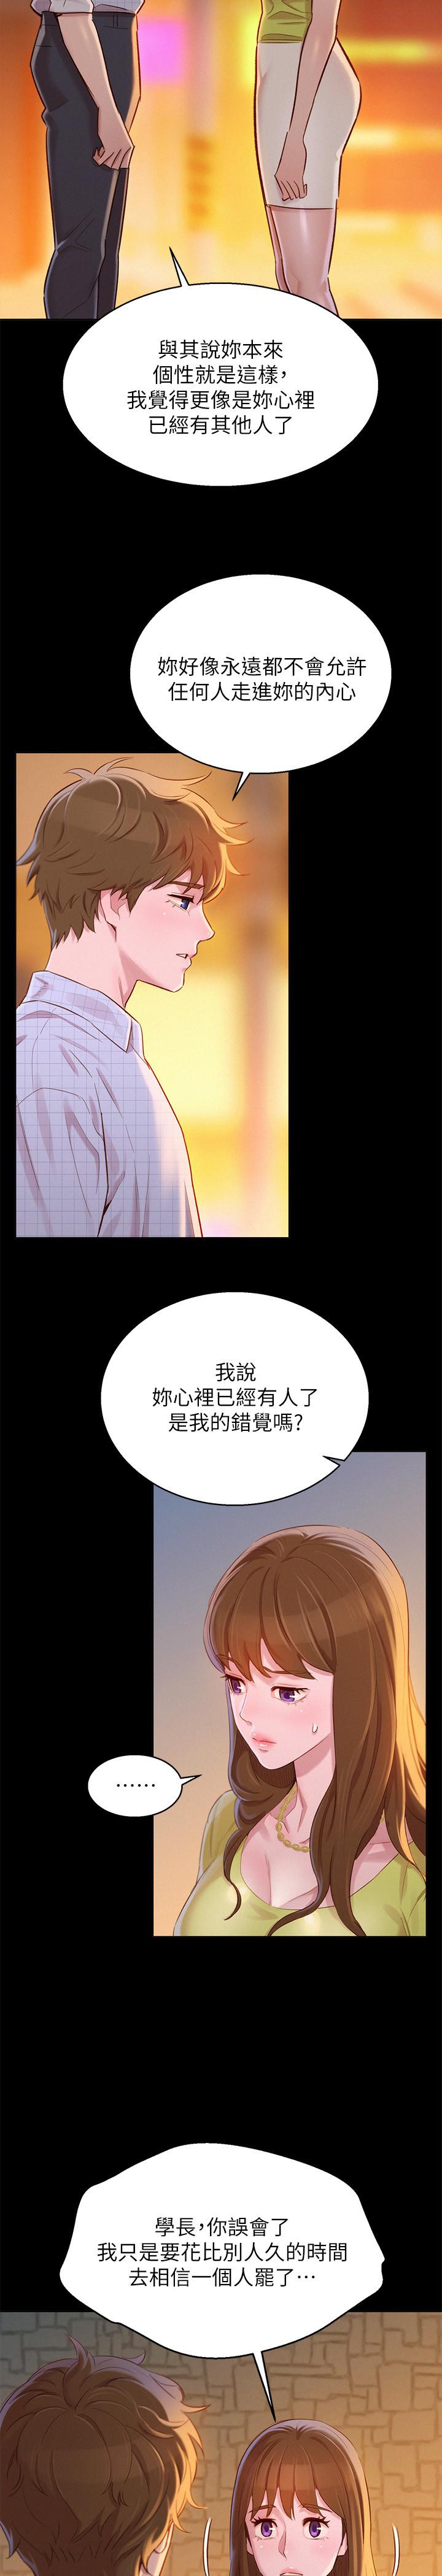 與其說妳本來
個性就是這樣，
我覺得更像是妳心裡
已經有其他人了
妳好像永遠都不會允許
任何人走進妳的內心
我說
妳心裡已經有人了
是我的錯覺嗎?
……
學長，你誤會了
我只是要花比別人久的時間
去相信一個人罷了…